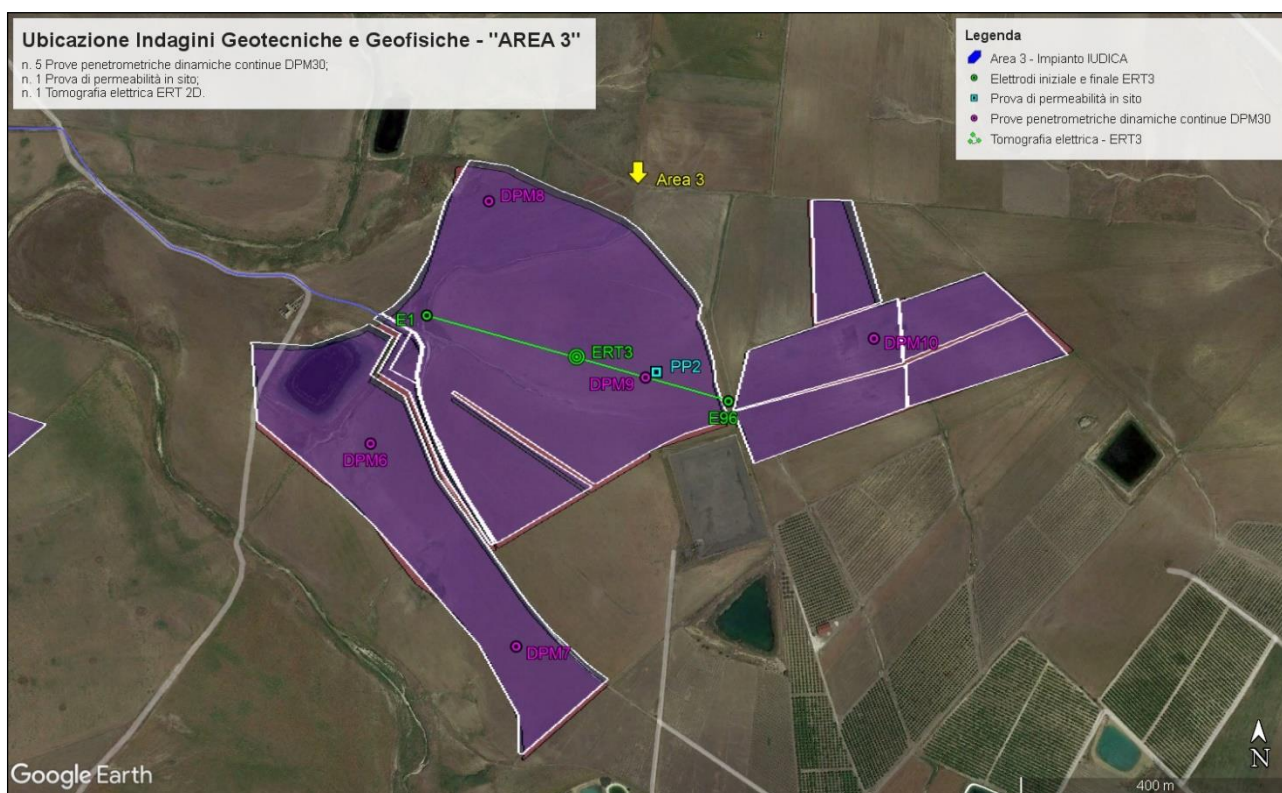 Ubicazione Indagini Geotecniche e Geofisiche - "AREA 3"
n. 5 Prove penetrometriche dinamiche continue DPM30;
n. 1 Prova di permeabilità in sito;
n. 1 Tomografia elettrica ERT 2D.
Legenda
Area 3 - Impianto IUDICA
Elettrodi iniziale e finale ERT3
Prova di permeabilità in sito
Prove penetrometriche dinamiche continue DPM30
Tomografia elettrica - ERT3
Area 3
DPM8
E1
ERT3
DPM10
PP2
DPM9
E96
DPM6
DPM7
N
Google Earth
400 m